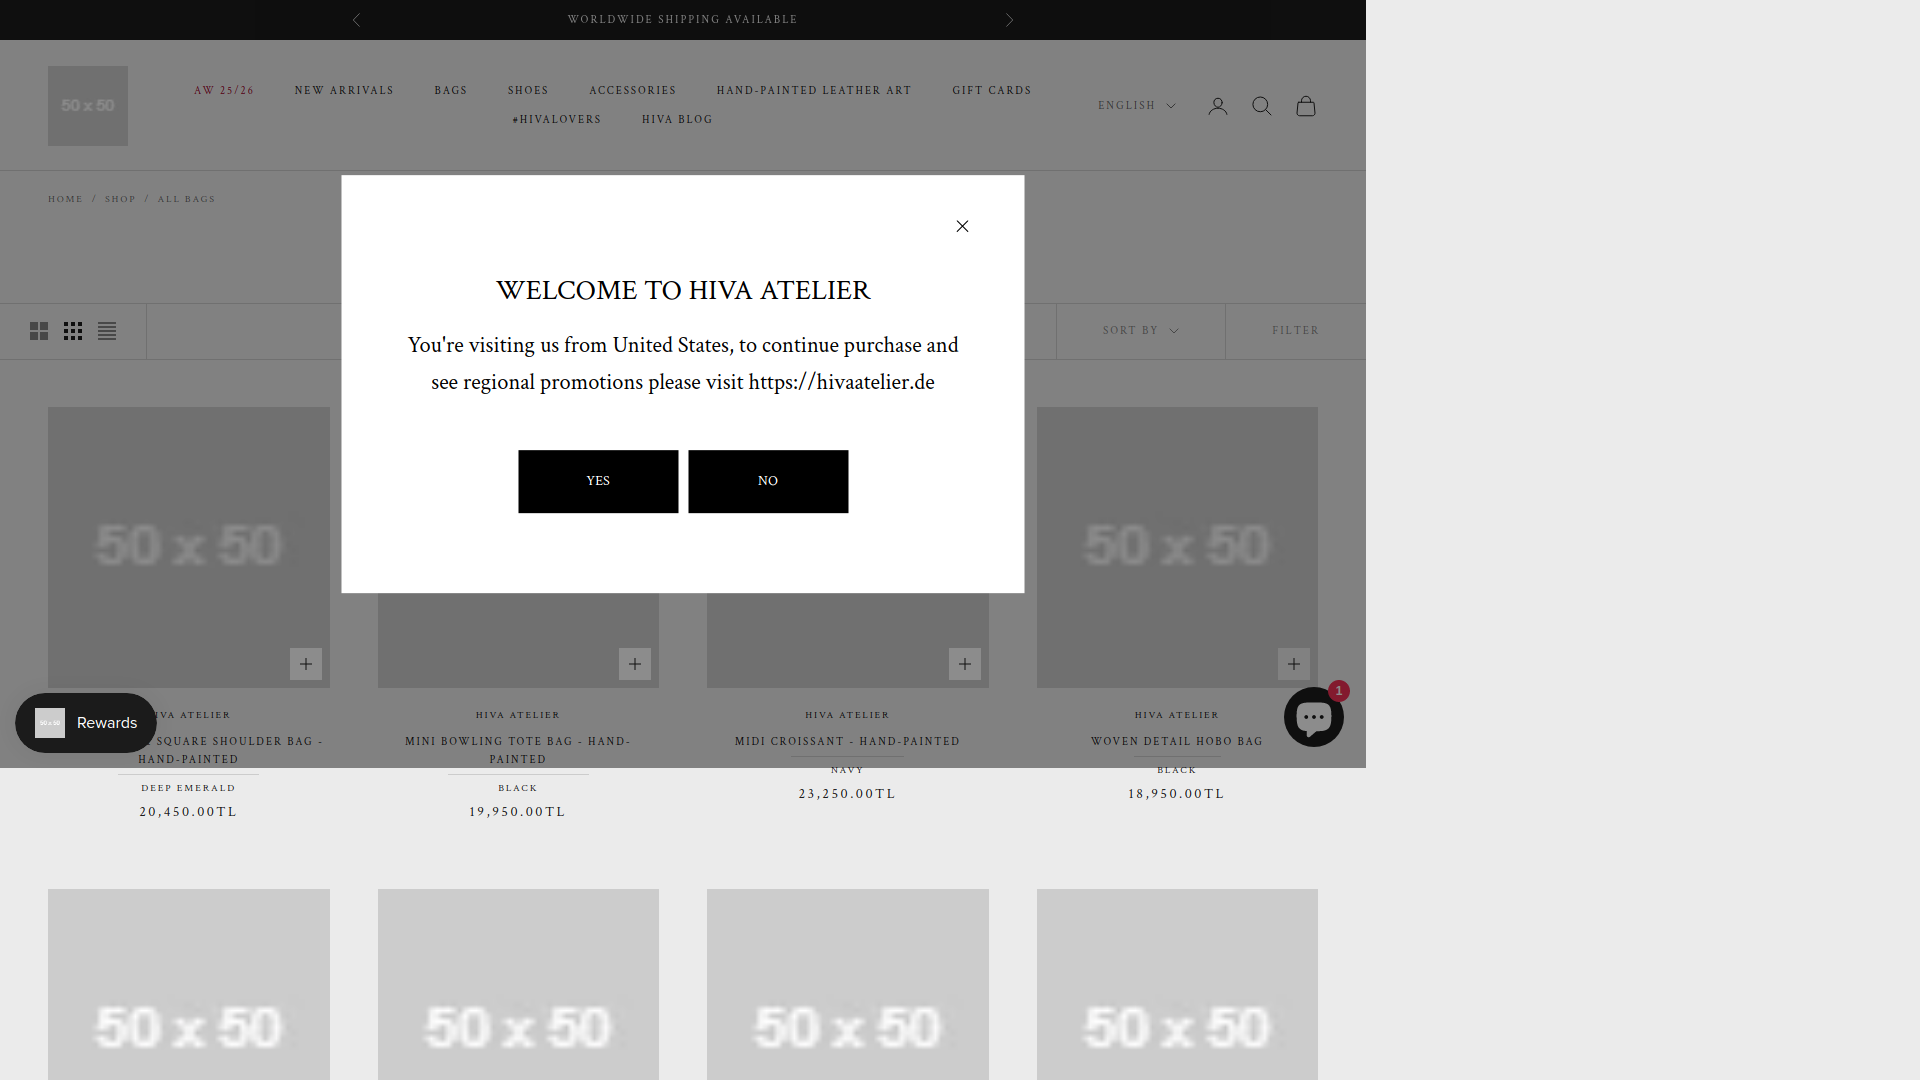 WORLDWIDE SHIPPING AVAILABLE
50 x 50
AW 25/26 NEW ARRIVALS BAGS SHOES ACCESSORIES HAND-PAINTED LEATHER ART GIFT CARDS
#HIVALOVERS HIVA BLOG
ENGLISH
HOME / SHOP / ALL BAGS
WELCOME TO HIVA ATELIER
You're visiting us from United States, to continue purchase and
see regional promotions please visit https://hivaatelier.de
YES NO
SORT BY FILTER
50 x 50 50 x 50
HIVA ATELIER
SQUARE SHOULDER BAG -
HAND-PAINTED
DEEP EMERALD
20,450.00TL
HIVA ATELIER
MINI BOWLING TOTE BAG - HAND-
PAINTED
BLACK
19,950.00TL
HIVA ATELIER
MIDI CROISSANT - HAND-PAINTED
NAVY
23,250.00TL
HIVA ATELIER
WOVEN DETAIL HOBO BAG
BLACK
18,950.00TL
50 x 50 Rewards
1
50 x 50 50 x 50 50 x 50 50 x 50